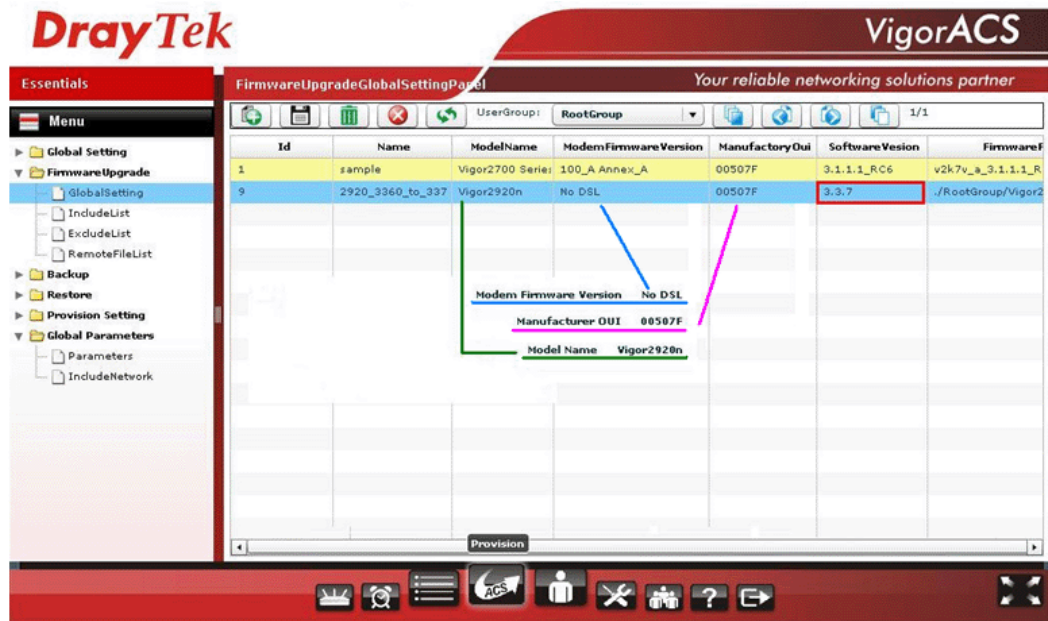 DrayTek
VigorACS
Essentials
FirmwareUpgradeGlobalSettingPanel
Your reliable networking solutions partner
Menu
UserGroup:
RootGroup
1/1
Id Name ModelName ModemFirmwareVersion ManufactoryOui SoftwareVesion FirmwareF
1 sample Vigor2700 Series 100_A Annex_A 00507F 3.1.1.1_RC6 v2k7v_a_3.1.1.1_R
9 2920_3360_to_337 Vigor2920n No DSL 00507F 3.3.7 ./RootGroup/Vigor2
Global Setting
FirmwareUpgrade
GlobalSetting
IncludeList
ExcludeList
RemoteFileList
Backup
Restore
Provision Setting
Global Parameters
Parameters
IncludeNetwork
Modem Firmware Version No DSL
Manufacturer OUI 00507F
Model Name Vigor2920n
Provision
ACS
?